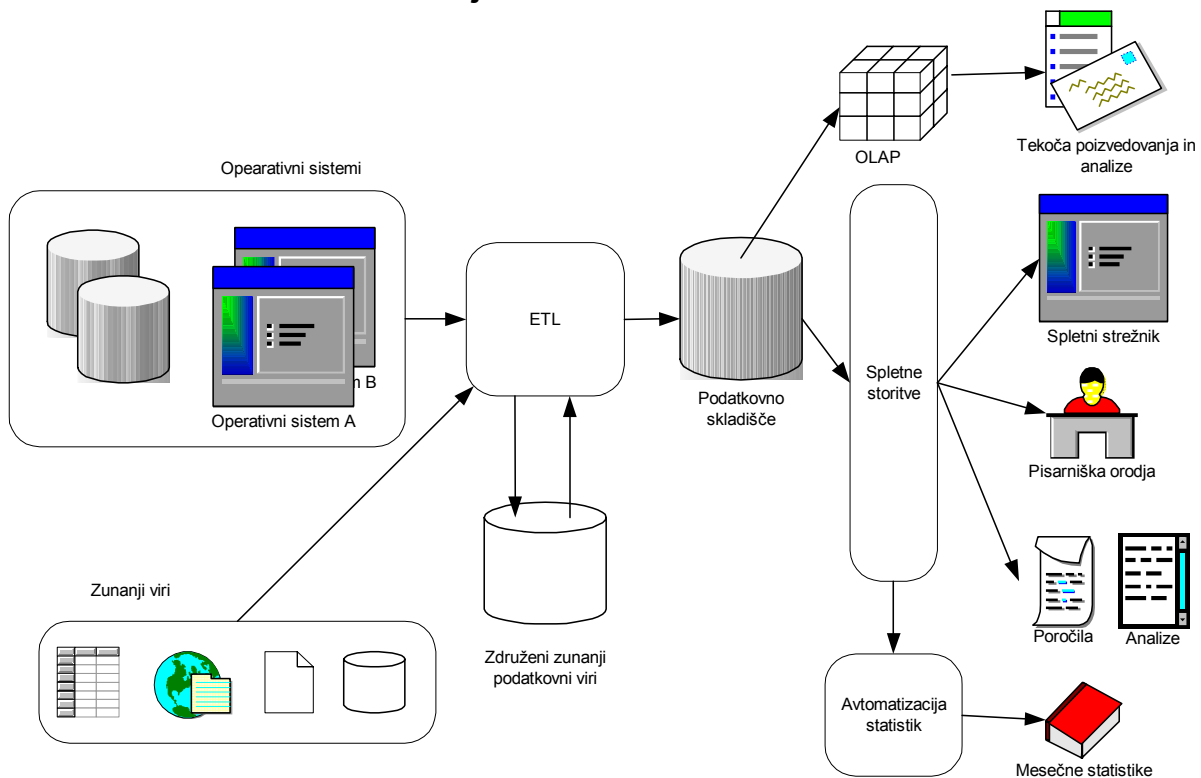 OLAP
Tekoča poizvedovanja in
analize
Opearativni sistemi
m B
Operativni sistem A
ETL
Podatkovno
skladišče
Spletne
storitve
Spletni strežnik
Pisarniška orodja
Poročila
Analize
Zunanji viri
Združeni zunanji
podatkovni viri
Avtomatizacija
statistik
Mesečne statistike